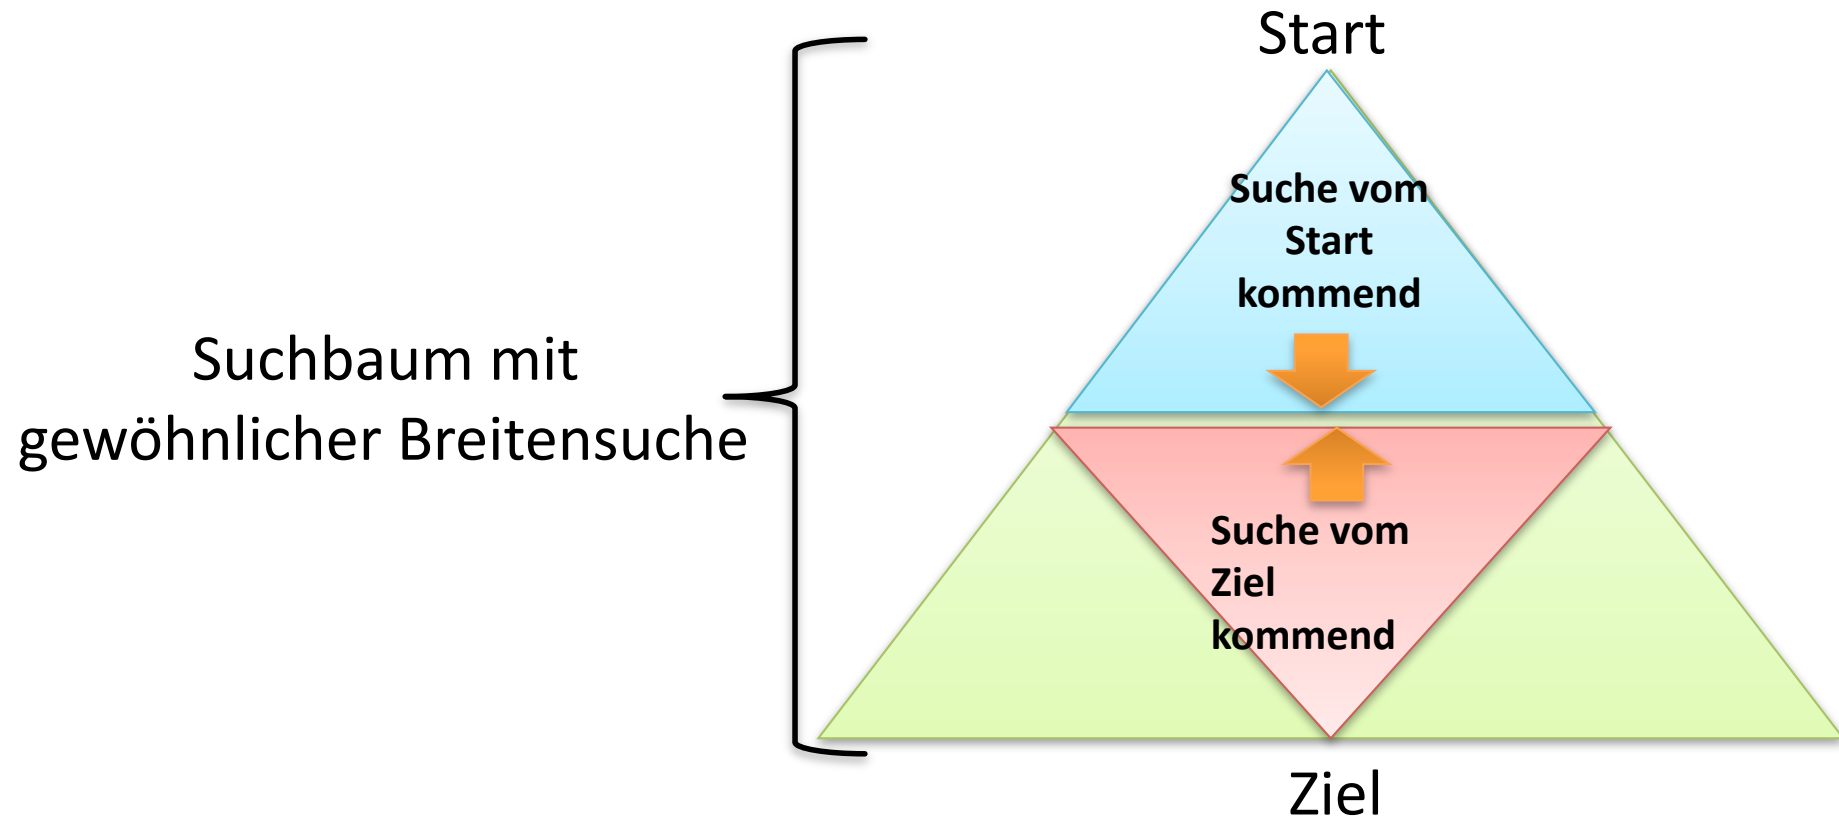 Start
Suche vom
Start
kommend
Suchbaum mit
gewöhnlicher Breitensuche
Suche vom
Ziel
kommend
Ziel